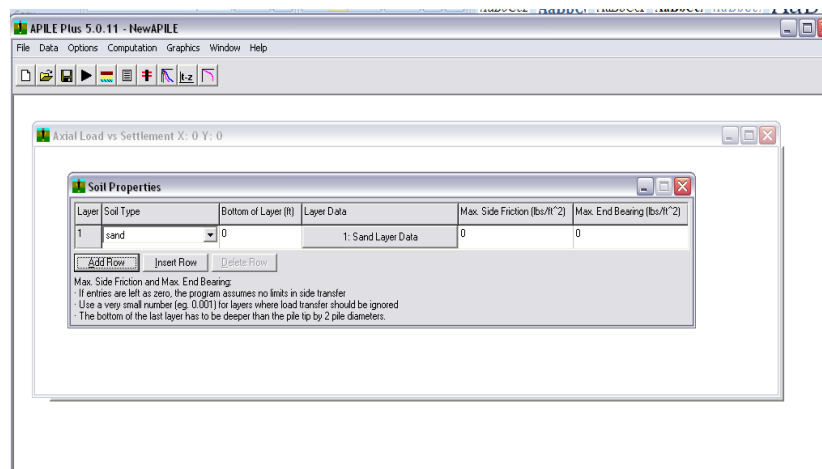 APILE Plus 5.0.11 - NewAPILE
File Data Options Computation Graphics Window Help
t-z
Axial Load vs Settlement X: 0 Y: 0
Soil Properties
Layer Soil Type Bottom of Layer (ft) Layer Data Max. Side Friction (lbs/ft^2) Max. End Bearing (lbs/ft^2)
1 sand 0 1: Sand Layer Data 0 0
Add Row Insert Row Delete Row
Max. Side Friction and Max. End Bearing:
· If entries are left as zero, the program assumes no limits in side transfer
· Use a very small number (eg. 0.001) for layers where load transfer should be ignored
· The bottom of the last layer has to be deeper than the pile tip by 2 pile diameters.